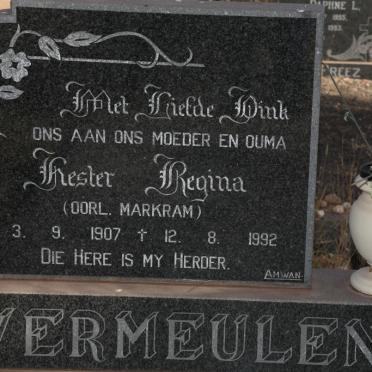 Met Liefde Dink
ONS AAN ONS MOEDER EN OUMA
Hester Regina
(OORL. MARKRAM)
3. 9. 1907 † 12. 8. 1992
DIE HERE IS MY HERDER.
AMWAN
VERMEULEN